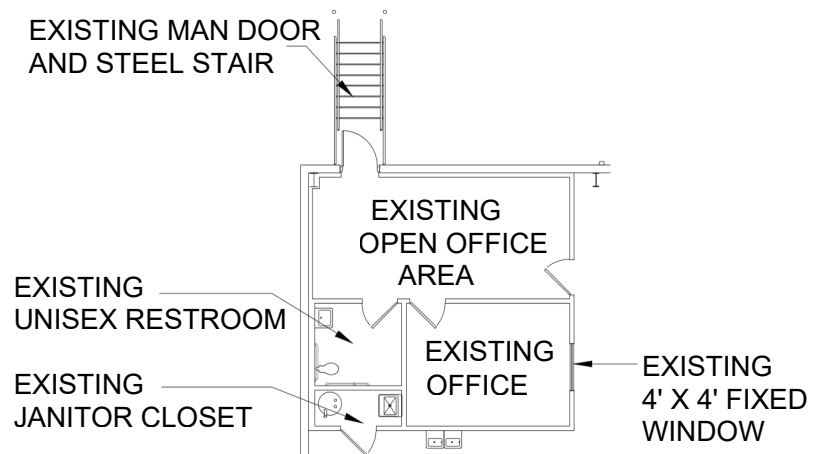 EXISTING MAN DOOR
AND STEEL STAIR
EXISTING
OPEN OFFICE
AREA
EXISTING
UNISEX RESTROOM
EXISTING
OFFICE
EXISTING
4' X 4' FIXED
WINDOW
EXISTING
JANITOR CLOSET